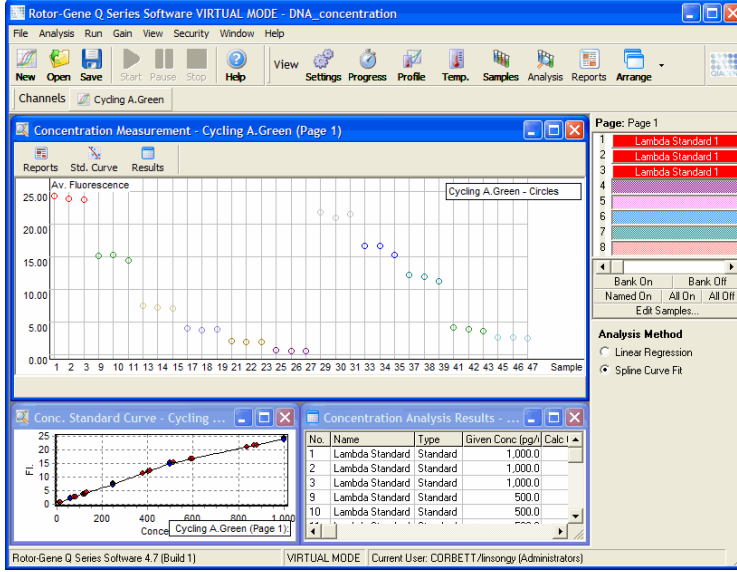 Rotor-Gene Q Series Software VIRTUAL MODE - DNA_concentration
File Analysis Run Gain View Security Window Help
New Open Save Start Pause Stop Help View Settings Progress Profile Temp. Samples Analysis Reports Arrange
Channels Cycling A.Green
Concentration Measurement - Cycling A.Green (Page 1)
Reports Std. Curve Results
Av. Fluorescence
Cycling A.Green - Circles
25.00
20.00
15.00
10.00
5.00
0.00
1 2 3 9 10 11 13 14 15 17 18 19 21 22 23 25 26 27 29 30 31 33 34 35 37 38 39 41 42 43 45 46 47 Sample
Page: Page 1
1 Lambda Standard 1
2 Lambda Standard 1
3 Lambda Standard 1
4
5
6
7
8
Bank On Bank Off
Named On All On All Off
Edit Samples...
Analysis Method
Linear Regression
Spline Curve Fit
Conc. Standard Curve - Cycling ...
25
20
15
10
5
0
Fl.
0 200 400 600 800 1,000
Conce
Cycling A.Green (Page 1):
Concentration Analysis Results - ...
No. Name Type Given Conc (pg/ Calc
1 Lambda Standard Standard 1,000.0
2 Lambda Standard Standard 1,000.0
3 Lambda Standard Standard 1,000.0
9 Lambda Standard Standard 500.0
10 Lambda Standard Standard 500.0
Rotor-Gene Q Series Software 4.7 (Build 1) VIRTUAL MODE Current User: CORBETT/linsongy (Administrators)